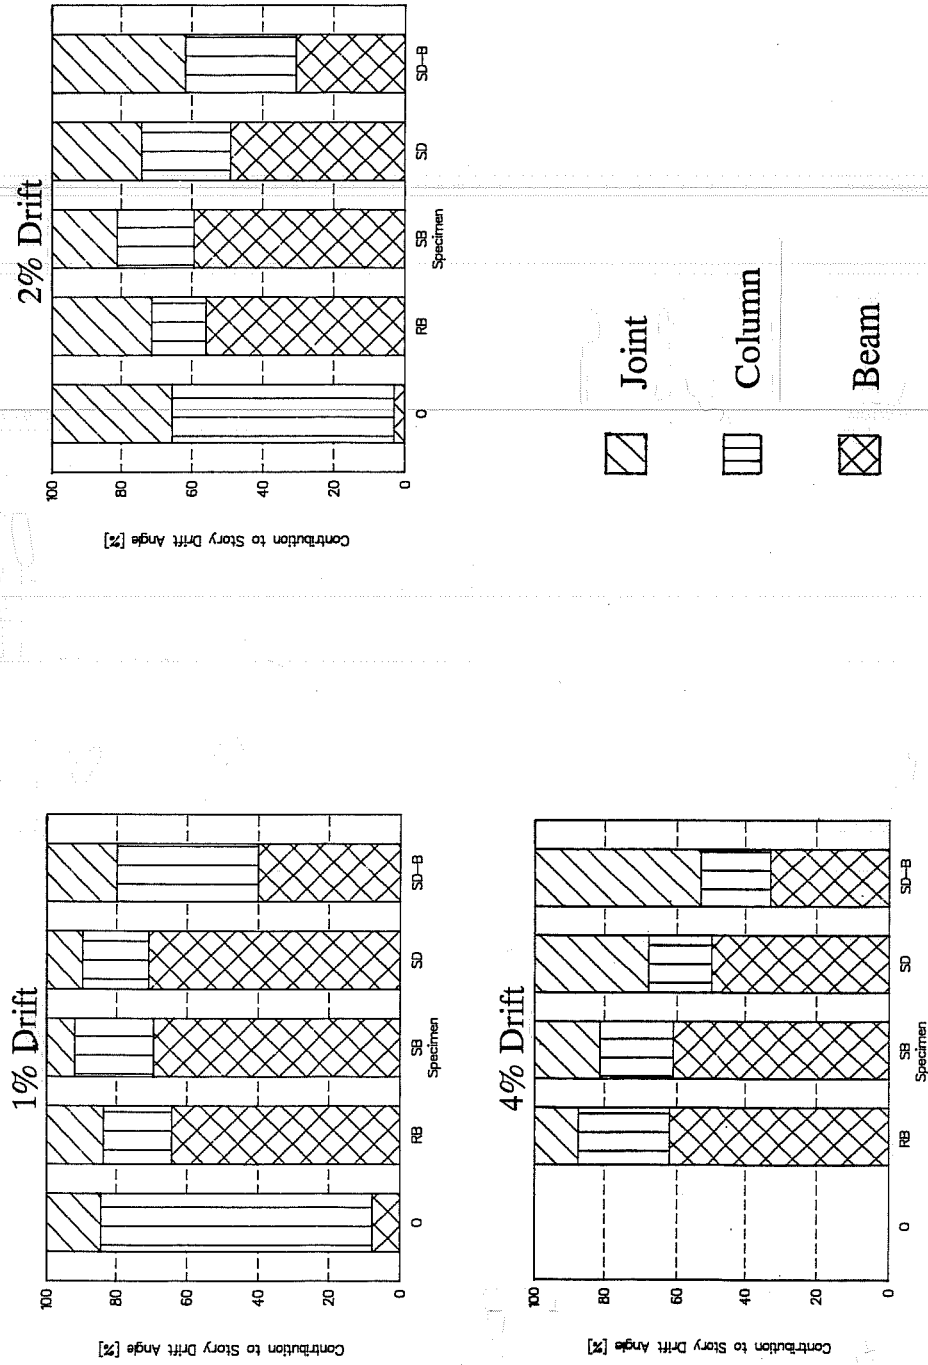 1% Drift
Contribution to Story Drift Angle [%]
100
80
60
40
20
0
O
RB
SB
SD
SD-B
Specimen
2% Drift
Contribution to Story Drift Angle [%]
100
80
60
40
20
0
O
RB
SB
SD
SD-B
Specimen
4% Drift
Contribution to Story Drift Angle [%]
100
80
60
40
20
0
O
RB
SB
SD
SD-B
Specimen
Joint
Column
Beam